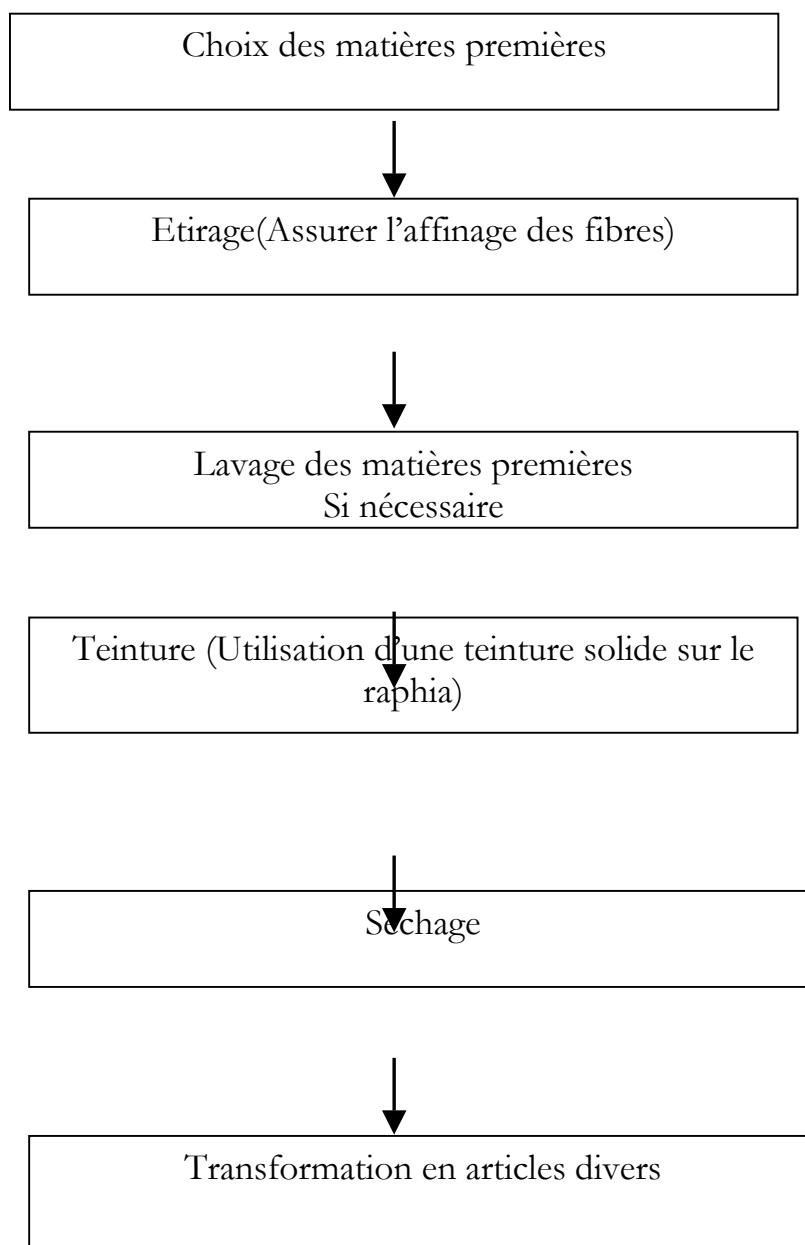 Choix des matières premières
Etirage(Assurer l’affinage des fibres)
Lavage des matières premières
Si nécessaire
Teinture (Utilisation d’une teinture solide sur le
raphia)
Séchage
Transformation en articles divers